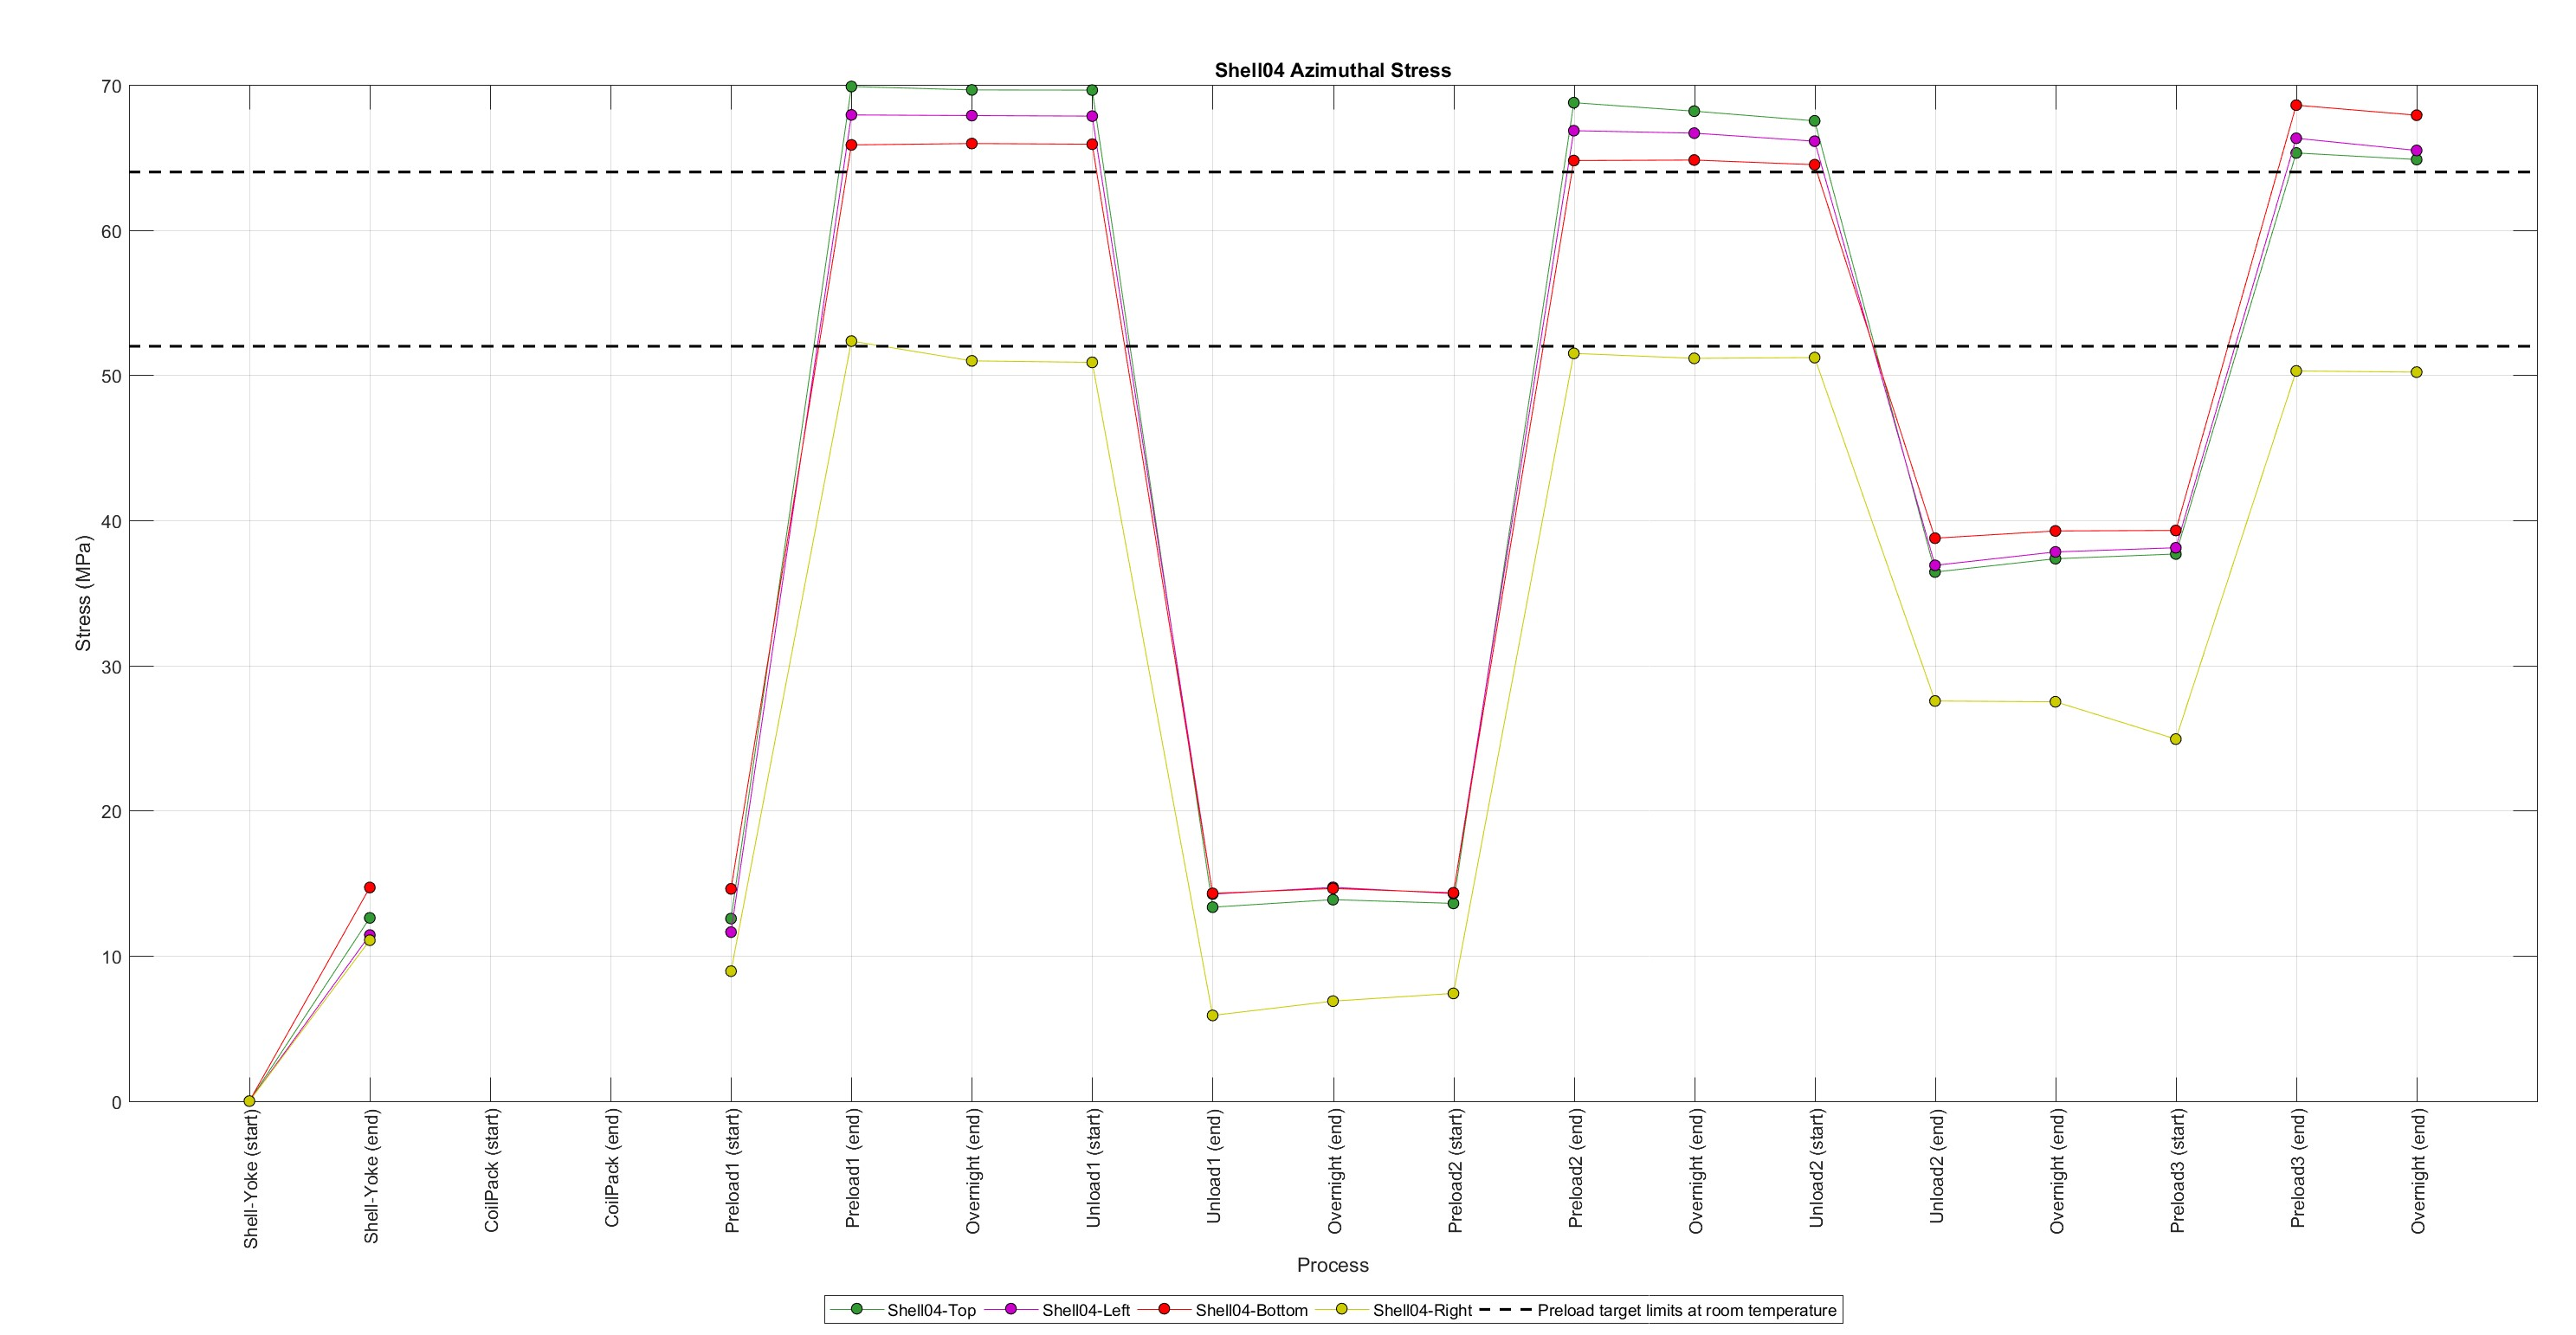 Shell04 Azimuthal Stress
70
60
50
40
30
20
10
0
Stress (MPa)
Shell-Yoke (start)
Shell-Yoke (end)
CoilPack (start)
CoilPack (end)
Preload1 (start)
Preload1 (end)
Overnight (end)
Unload1 (start)
Unload1 (end)
Overnight (end)
Preload2 (start)
Preload2 (end)
Overnight (end)
Unload2 (start)
Unload2 (end)
Overnight (end)
Preload3 (start)
Preload3 (end)
Overnight (end)
Process
Shell04-Top Shell04-Left Shell04-Bottom Shell04-Right Preload target limits at room temperature